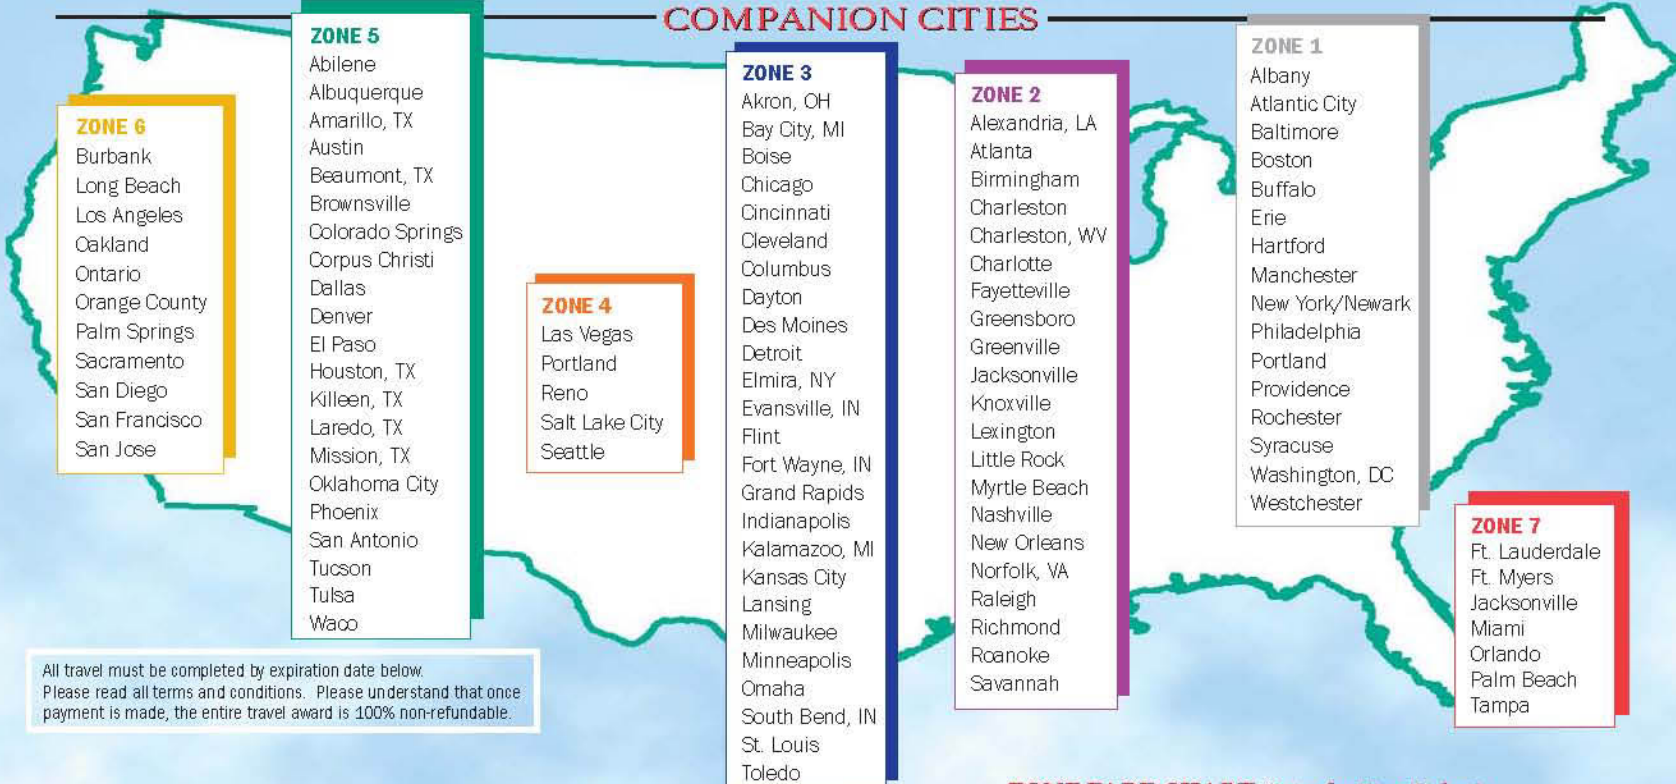 COMPANION CITIES
ZONE 6
Burbank
Long Beach
Los Angeles
Oakland
Ontario
Orange County
Palm Springs
Sacramento
San Diego
San Francisco
San Jose
ZONE 5
Abilene
Albuquerque
Amarillo, TX
Austin
Beaumont, TX
Brownsville
Colorado Springs
Corpus Christi
Dallas
Denver
El Paso
Houston, TX
Killeen, TX
Laredo, TX
Mission, TX
Oklahoma City
Phoenix
San Antonio
Tucson
Tulsa
Waco
ZONE 4
Las Vegas
Portland
Reno
Salt Lake City
Seattle
ZONE 3
Akron, OH
Bay City, MI
Boise
Chicago
Cincinnati
Cleveland
Columbus
Dayton
Des Moines
Detroit
Elmira, NY
Evansville, IN
Flint
Fort Wayne, IN
Grand Rapids
Indianapolis
Kalamazoo, MI
Kansas City
Lansing
Milwaukee
Minneapolis
Omaha
South Bend, IN
St. Louis
Toledo
ZONE 2
Alexandria, LA
Atlanta
Birmingham
Charleston
Charleston, WV
Charlotte
Fayetteville
Greensboro
Greenville
Jacksonville
Knoxville
Lexington
Little Rock
Myrtle Beach
Nashville
New Orleans
Norfolk, VA
Raleigh
Richmond
Roanoke
Savannah
ZONE 1
Albany
Atlantic City
Baltimore
Boston
Buffalo
Erie
Hartford
Manchester
New York/Newark
Philadelphia
Portland
Providence
Rochester
Syracuse
Washington, DC
Westchester
ZONE 7
Ft. Lauderdale
Ft. Myers
Jacksonville
Miami
Orlando
Palm Beach
Tampa
All travel must be completed by expiration date below.
Please read all terms and conditions. Please understand that once
payment is made, the entire travel award is 100% non-refundable.